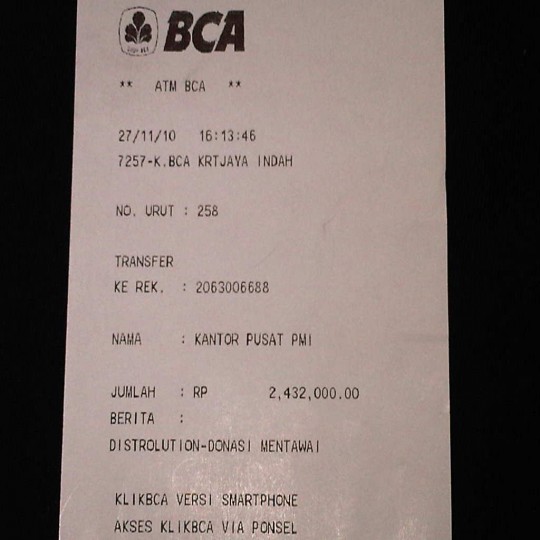 BCA
** ATM BCA **
27/11/10 16:13:46
7257-K.BCA KRTJAYA INDAH
NO. URUT : 258
TRANSFER
KE REK. : 2063006688
NAMA : KANTOR PUSAT PMI
JUMLAH : RP 2,432,000.00
BERITA :
DISTROLUTION-DONASI MENTAWAI
KLIKBCA VERSI SMARTPHONE
AKSES KLIKBCA VIA PONSEL